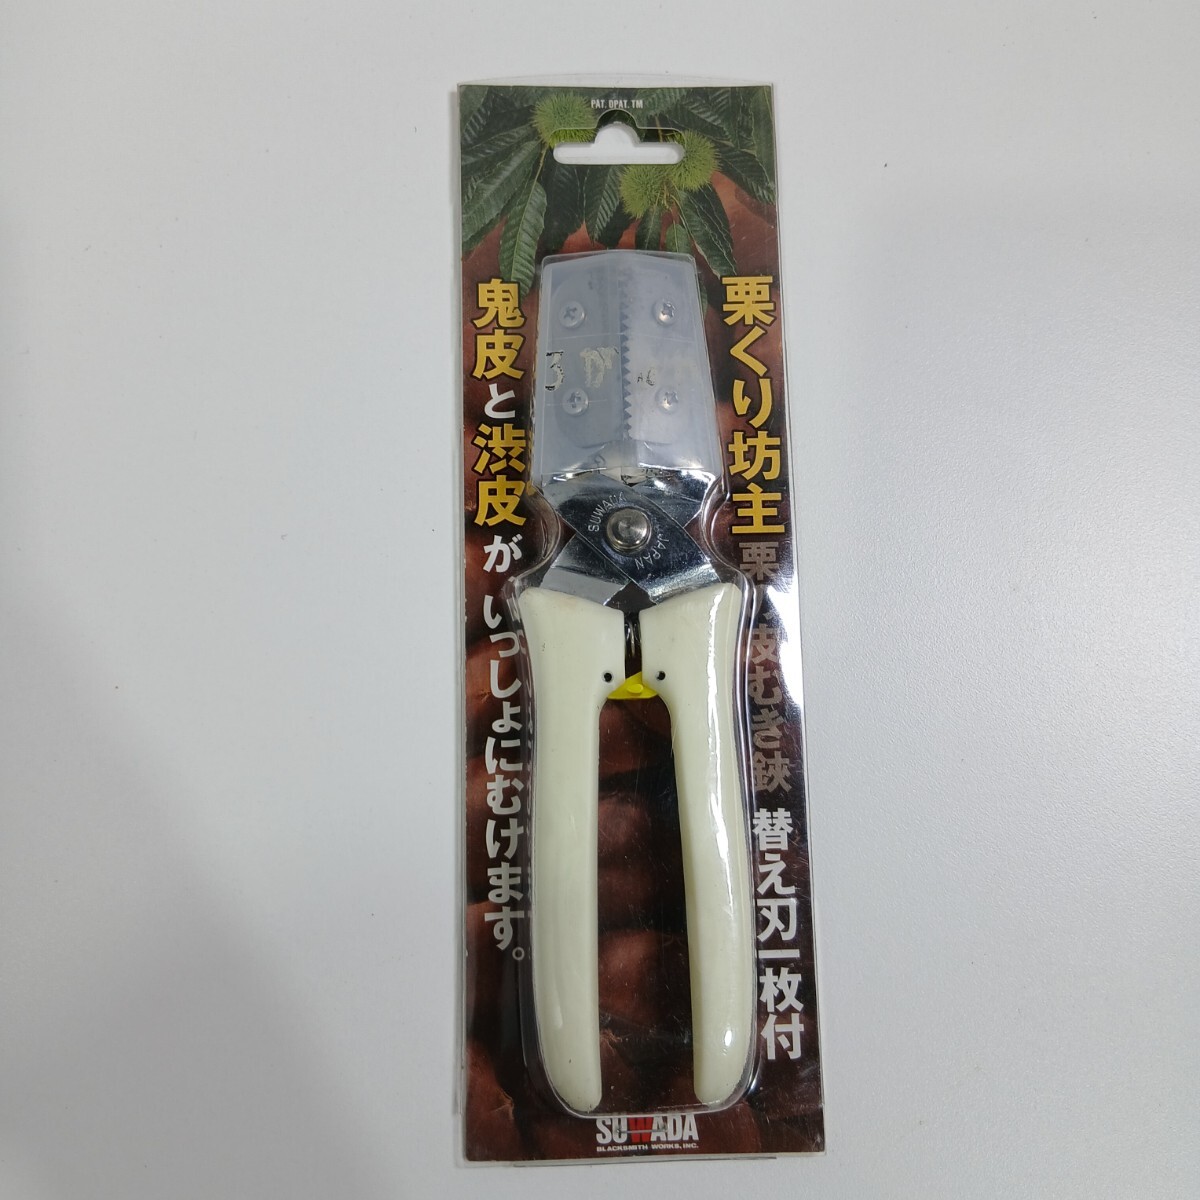 PAT. DPAT. TM
栗くり坊主
栗 皮むき鋏 替え刃一枚付
鬼皮と渋皮が いっしょにむけます。
SUWADA
JAPAN
SUWADA
BLACKSMITH WORKS, INC.